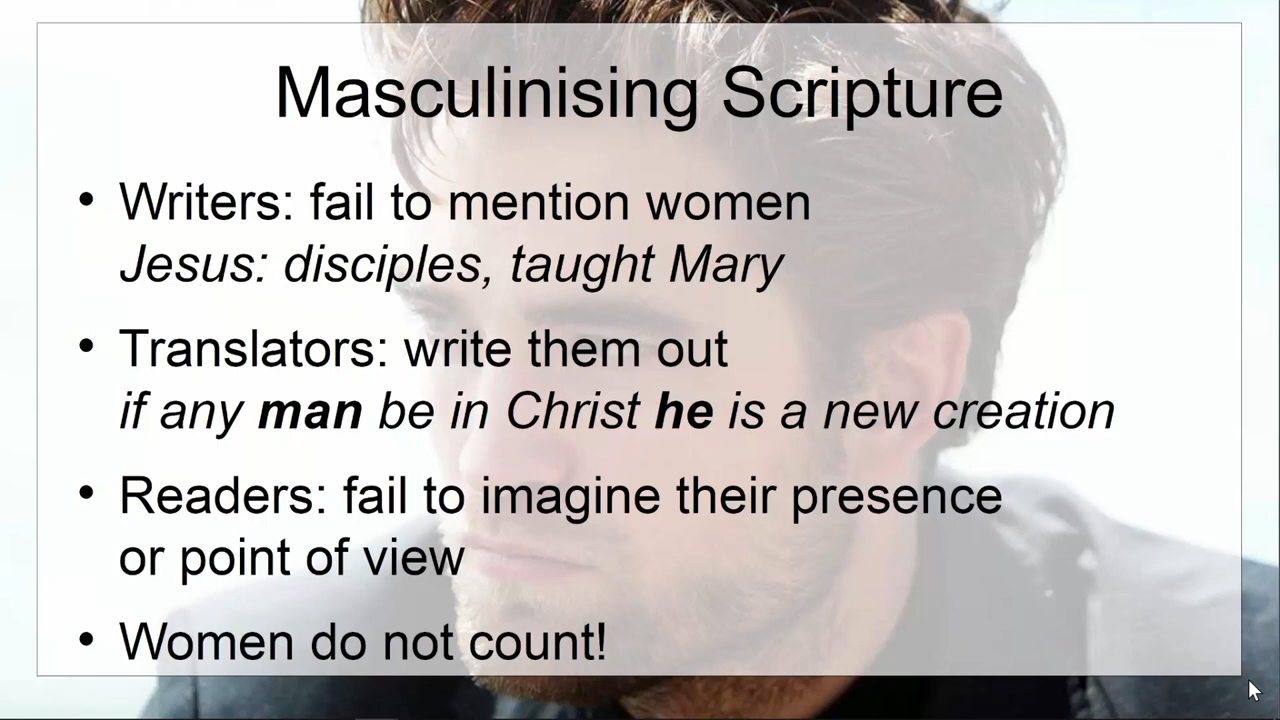 Masculinising Scripture
• Writers: fail to mention women
Jesus: disciples, taught Mary
• Translators: write them out
if any man be in Christ he is a new creation
• Readers: fail to imagine their presence
or point of view
• Women do not count!